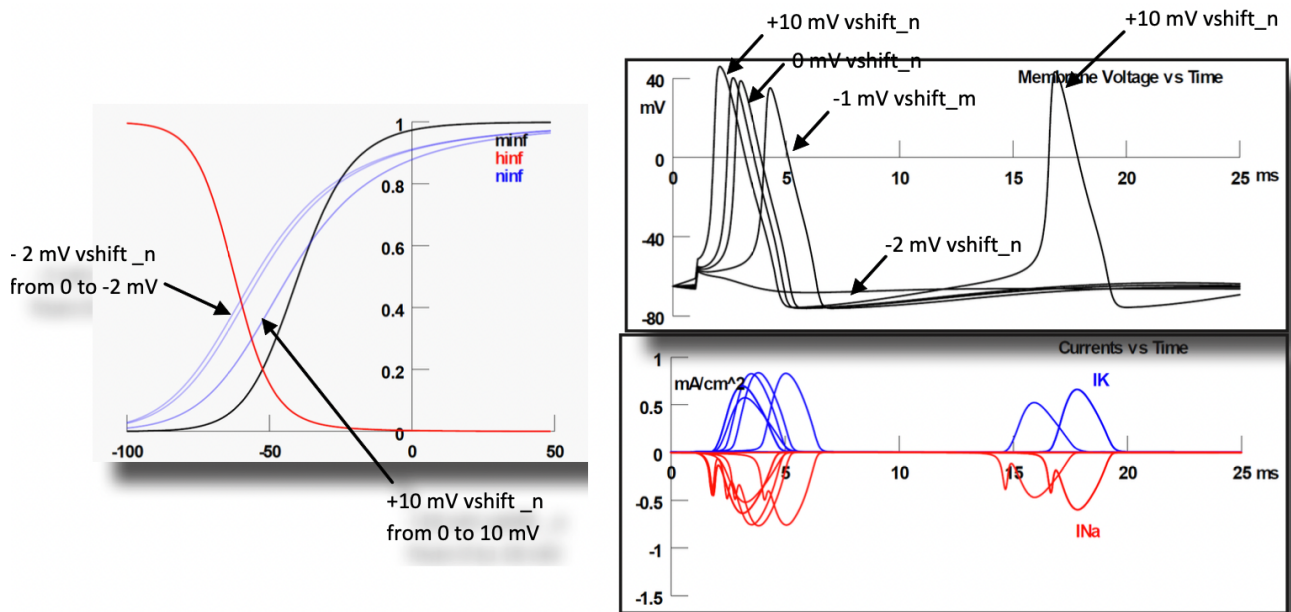 1
minf
hinf
ninf
0.8
0.6
0.4
0.2
0
-100
-50
0
50
- 2 mV vshift _n
from 0 to -2 mV
+10 mV vshift _n
from 0 to 10 mV
+10 mV vshift_n
+10 mV vshift_n
0 mV vshift_n
-1 mV vshift_m
-2 mV vshift_n
Membrane Voltage vs Time
40
mV
0
-40
-80
0
5
10
15
20
25 ms
Currents vs Time
1
mA/cm^2
0.5
0
-0.5
-1
-1.5
IK
INa
0
5
10
15
20
25 ms